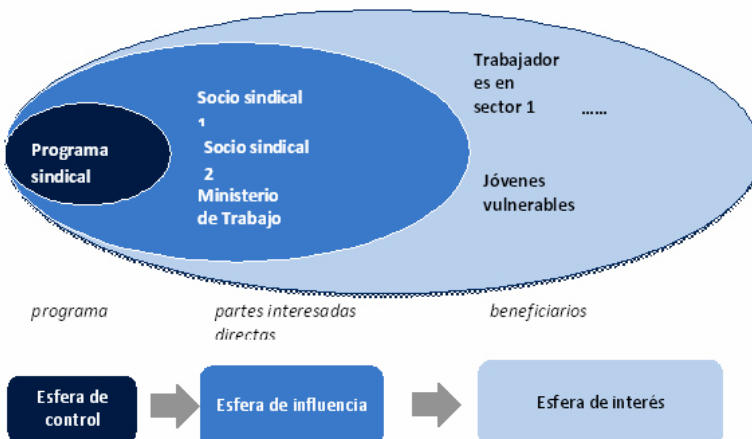 Programa
sindical
Socio sindical
1
Socio sindical
2
Ministerio
de Trabajo
Trabajador
es en
sector 1 ......
Jóvenes
vulnerables
programa
partes interesadas
directas
beneficiarios
Esfera de
control
Esfera de influencia
Esfera de interés